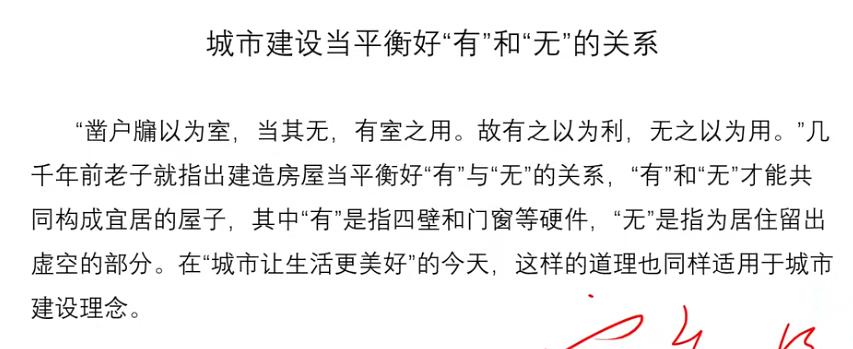 城市建设当平衡好“有”和“无”的关系
“凿户牖以为室，当其无，有室之用。故有之以为利，无之以为用。”几
千年前老子就指出建造房屋当平衡好“有”与“无”的关系，“有”和“无”才能共
同构成宜居的屋子，其中“有”是指四壁和门窗等硬件，“无”是指为居住留出
虚空的部分。在“城市让生活更美好”的今天，这样的道理也同样适用于城市
建设理念。